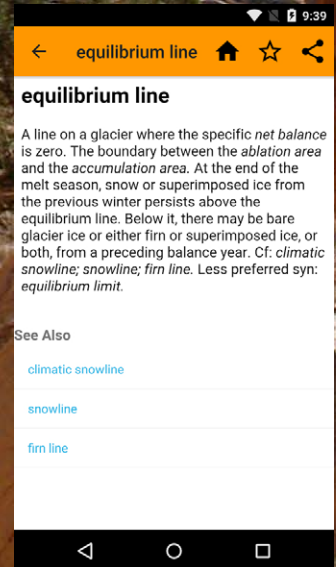 9:39
equilibrium line
equilibrium line
A line on a glacier where the specific net balance
is zero. The boundary between the ablation area
and the accumulation area. At the end of the
melt season, snow or superimposed ice from
the previous winter persists above the
equilibrium line. Below it, there may be bare
glacier ice or either firn or superimposed ice, or
both, from a preceding balance year. Cf: climatic
snowline; snowline; firn line. Less preferred syn:
equilibrium limit.
See Also
climatic snowline
snowline
firn line